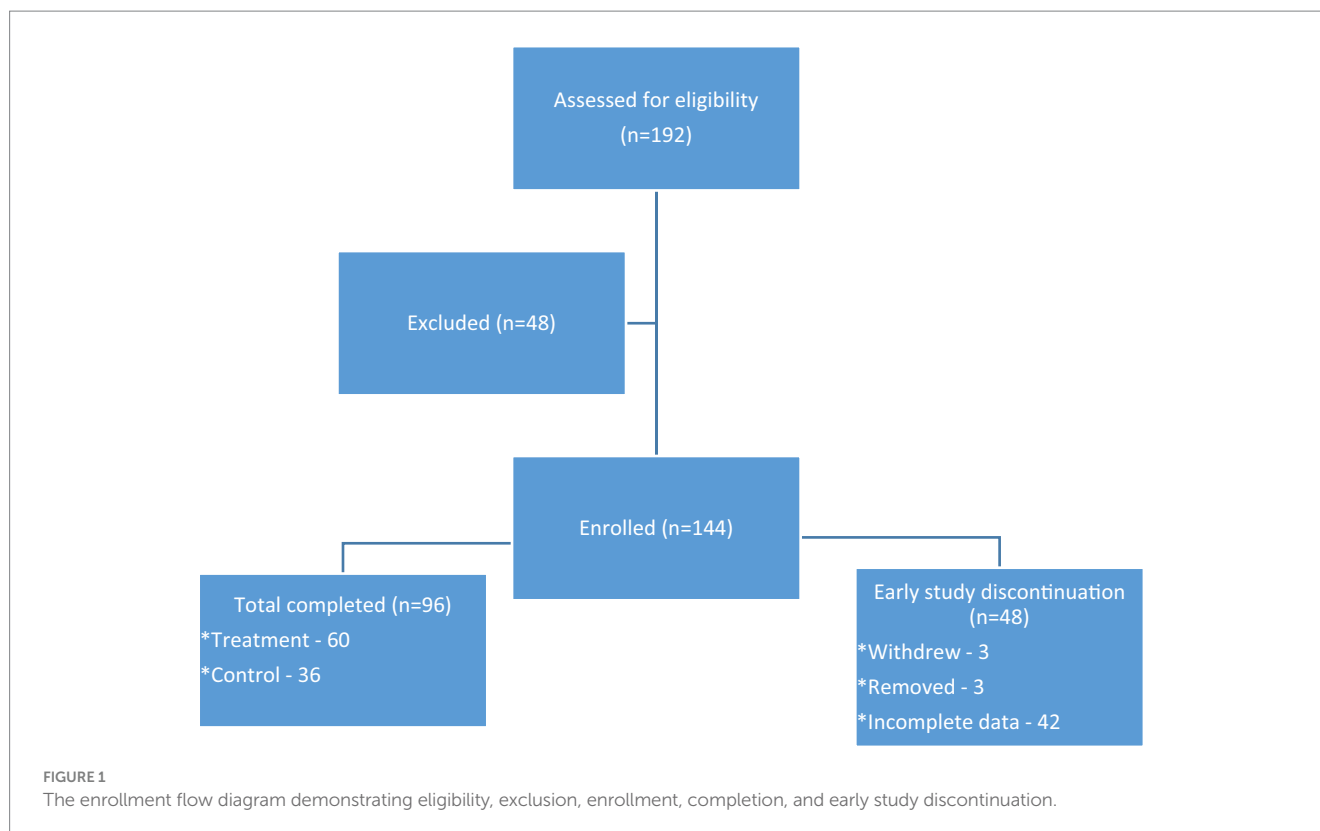 Assessed for eligibility
(n=192)
Excluded (n=48)
Enrolled (n=144)
Total completed (n=96)
*Treatment - 60
*Control - 36
Early study discontinuation
(n=48)
*Withdrew - 3
*Removed - 3
*Incomplete data - 42
FIGURE 1
The enrollment flow diagram demonstrating eligibility, exclusion, enrollment, completion, and early study discontinuation.